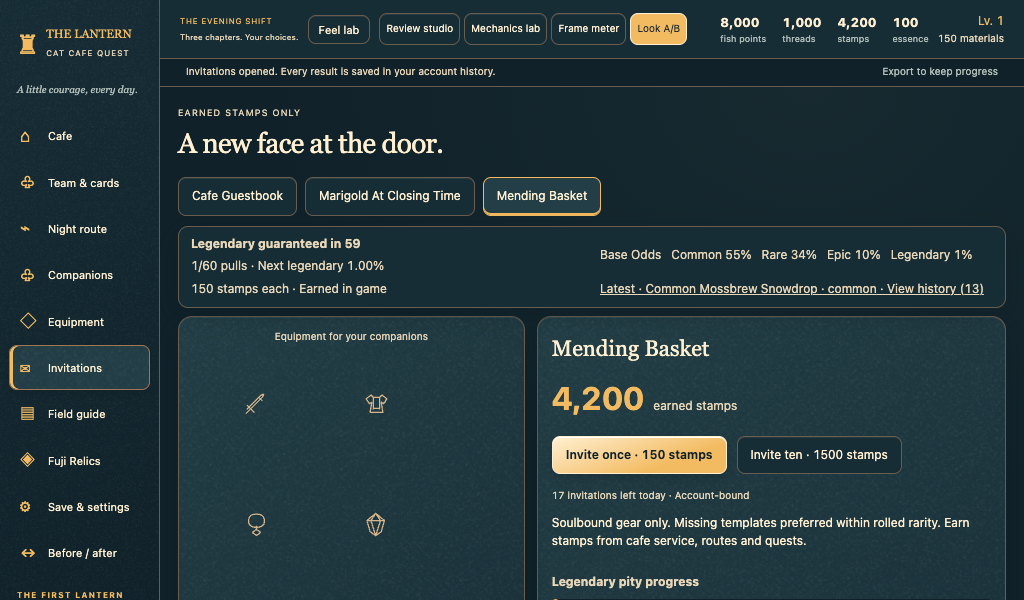 THE LANTERN
CAT CAFE QUEST
A little courage, every day.
Cafe
Team & cards
Night route
Companions
Equipment
Invitations
Field guide
Fuji Relics
Save & settings
Before / after
THE FIRST LANTERN
THE EVENING SHIFT
Three chapters. Your choices.
Feel lab
Review studio
Mechanics lab
Frame meter
Look A/B
8,000
fish points
1,000
threads
4,200
stamps
100
essence
Lv. 1
150 materials
Invitations opened. Every result is saved in your account history.
Export to keep progress
EARNED STAMPS ONLY
A new face at the door.
Cafe Guestbook
Marigold At Closing Time
Mending Basket
Legendary guaranteed in 59
1/60 pulls · Next legendary 1.00%
150 stamps each · Earned in game
Base Odds Common 55% Rare 34% Epic 10% Legendary 1%
Latest · Common Mossbrew Snowdrop · common · View history (13)
Equipment for your companions
Mending Basket
4,200 earned stamps
Invite once · 150 stamps
Invite ten · 1500 stamps
17 invitations left today · Account-bound
Soulbound gear only. Missing templates preferred within rolled rarity. Earn
stamps from cafe service, routes and quests.
Legendary pity progress